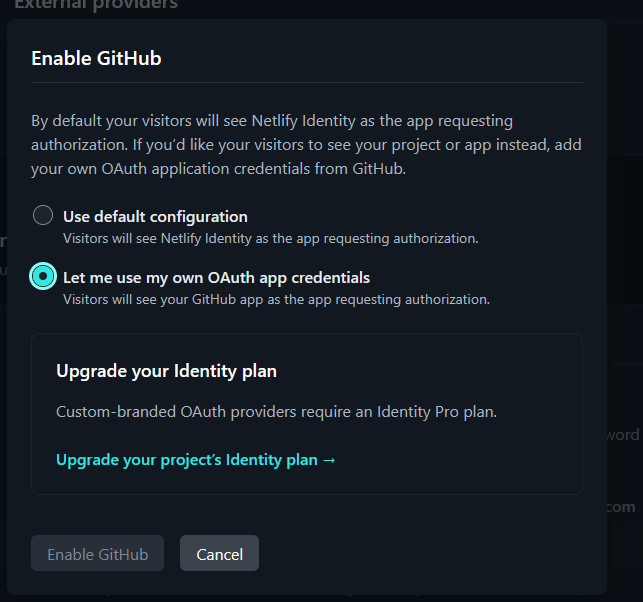 External providers
Enable GitHub
By default your visitors will see Netlify Identity as the app requesting
authorization. If you’d like your visitors to see your project or app instead, add
your own OAuth application credentials from GitHub.
Use default configuration
Visitors will see Netlify Identity as the app requesting authorization.
Let me use my own OAuth app credentials
Visitors will see your GitHub app as the app requesting authorization.
Upgrade your Identity plan
Custom-branded OAuth providers require an Identity Pro plan.
word
Upgrade your project’s Identity plan →
com
Enable GitHub
Cancel